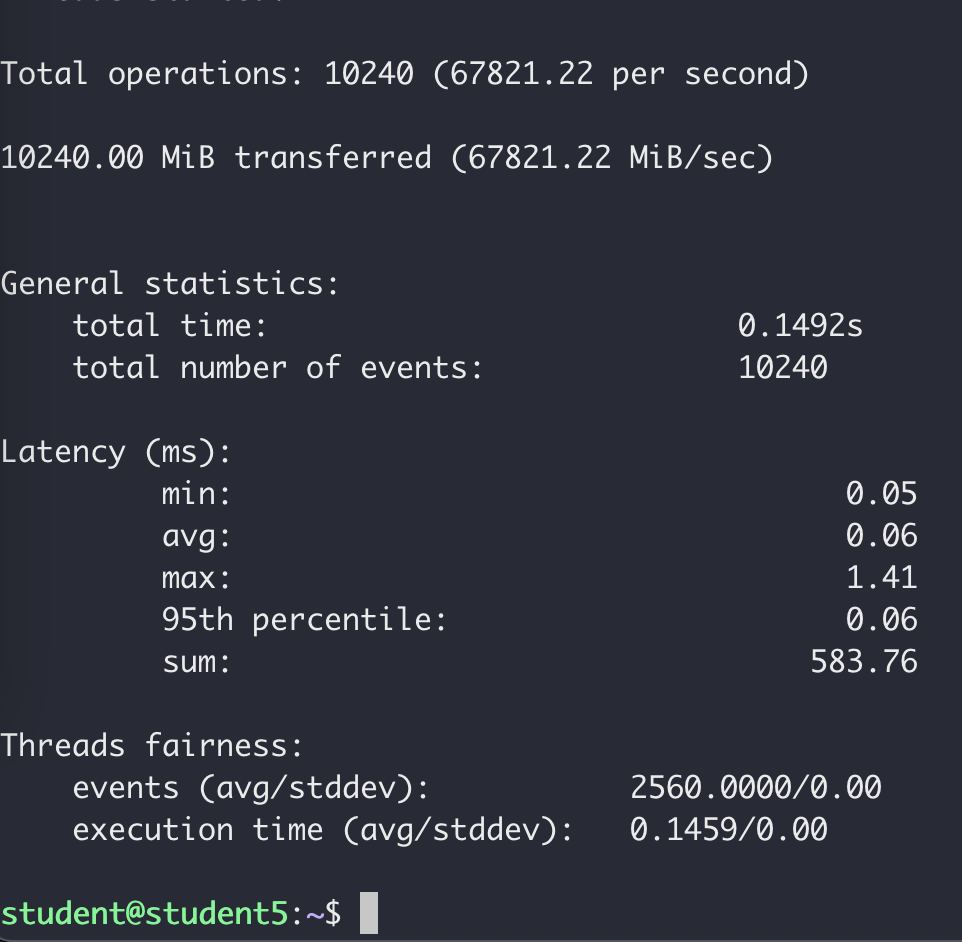 Total operations: 10240 (67821.22 per second)
10240.00 MiB transferred (67821.22 MiB/sec)
General statistics:
total time: 0.1492s
total number of events: 10240
Latency (ms):
min: 0.05
avg: 0.06
max: 1.41
95th percentile: 0.06
sum: 583.76
Threads fairness:
events (avg/stddev): 2560.0000/0.00
execution time (avg/stddev): 0.1459/0.00
student@student5:~$